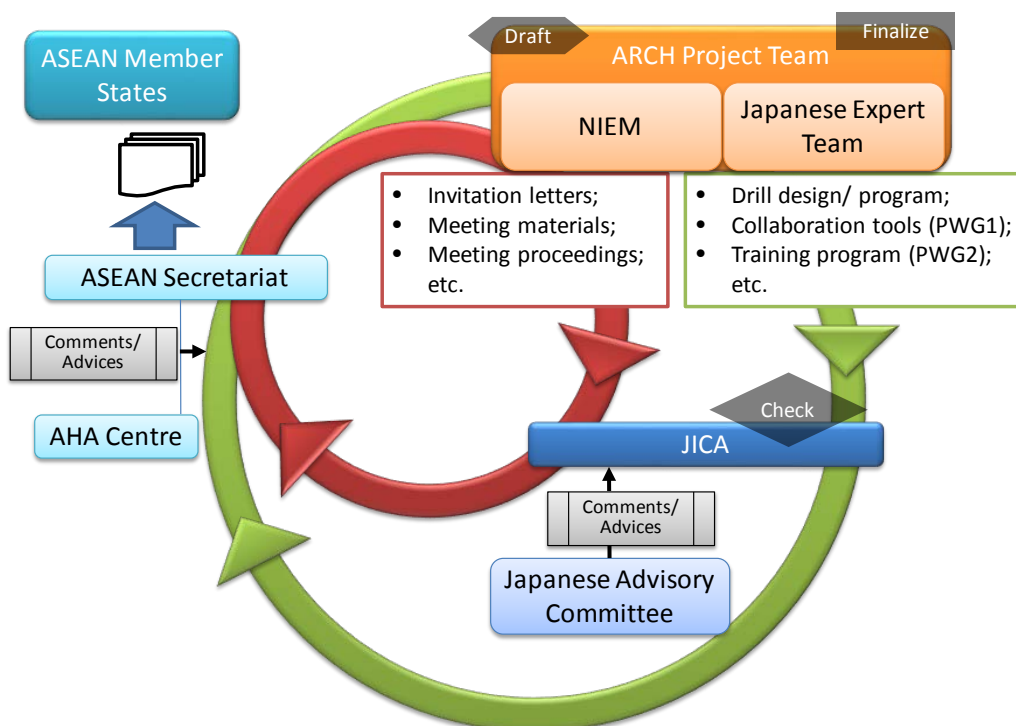 Draft
Finalize
ASEAN Member
States
ARCH Project Team
NIEM
Japanese Expert
Team
• Invitation letters;
• Meeting materials;
• Meeting proceedings;
etc.
• Drill design/ program;
• Collaboration tools (PWG1);
• Training program (PWG2);
etc.
ASEAN Secretariat
Comments/
Advices
AHA Centre
Check
JICA
Comments/
Advices
Japanese Advisory
Committee